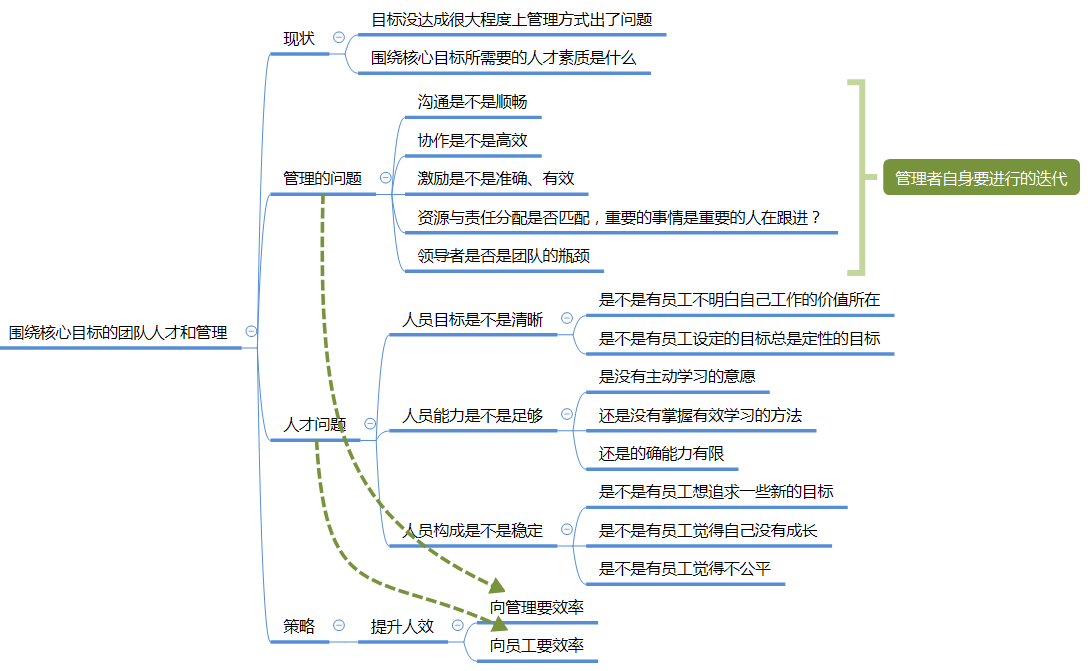 围绕核心目标的团队人才和管理
现状
目标没达成很大程度上管理方式出了问题
围绕核心目标所需要的人才素质是什么
管理的问题
沟通是不是顺畅
协作是不是高效
激励是不是准确、有效
资源与责任分配是否匹配，重要的事情是重要的人在跟进？
领导者是否是团队的瓶颈
管理者自身要进行的迭代
人才问题
人员目标是不是清晰
是不是有员工不明白自己工作的价值所在
是不是有员工设定的目标总是定性的目标
人员能力是不是足够
是没有主动学习的意愿
还是没有掌握有效学习的方法
还是的确能力有限
人员构成是不是稳定
是不是有员工想追求一些新的目标
是不是有员工觉得自己没有成长
是不是有员工觉得不公平
策略
提升人效
向管理要效率
向员工要效率